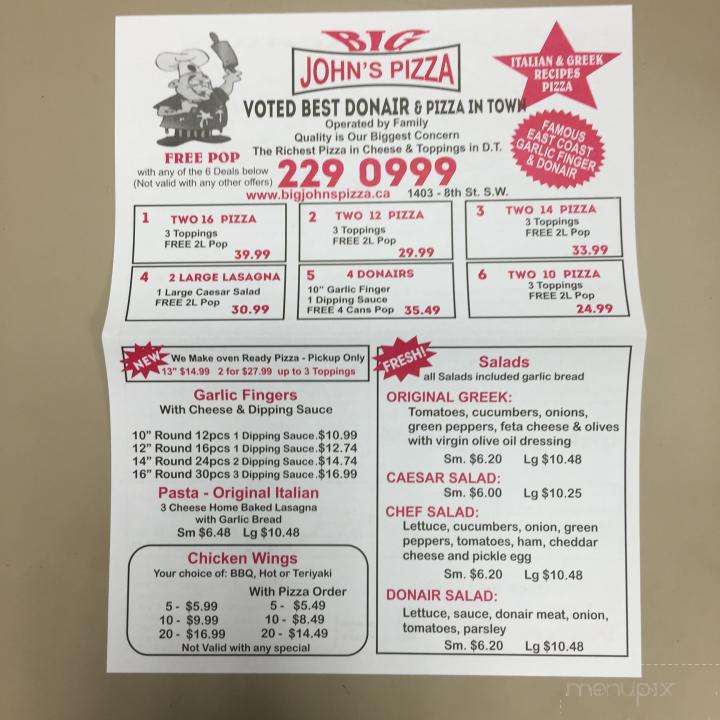 BIG
JOHN'S PIZZA
ITALIAN & GREEK
RECIPES
PIZZA
VOTED BEST DONAIR & PIZZA IN TOWN
Operated by Family
Quality is Our Biggest Concern
The Richest Pizza in Cheese & Toppings in D.T.
FAMOUS
EAST COAST
GARLIC FINGER
& DONAIR
FREE POP
with any of the 6 Deals below
(Not valid with any other offers)
229 0999
www.bigjohnspizza.ca 1403 - 8th St. S.W.
1 TWO 16 PIZZA
3 Toppings
FREE 2L Pop
39.99
2 TWO 12 PIZZA
3 Toppings
FREE 2L Pop
29.99
3 TWO 14 PIZZA
3 Toppings
FREE 2L Pop
33.99
4 2 LARGE LASAGNA
1 Large Caesar Salad
FREE 2L Pop
30.99
5 4 DONAIRS
10" Garlic Finger
1 Dipping Sauce
FREE 4 Cans Pop 35.49
6 TWO 10 PIZZA
3 Toppings
FREE 2L Pop
24.99
NEW
We Make oven Ready Pizza - Pickup Only
13" $14.99 2 for $27.99 up to 3 Toppings
Garlic Fingers
With Cheese & Dipping Sauce
10" Round 12pcs 1 Dipping Sauce.$10.99
12" Round 16pcs 1 Dipping Sauce.$12.74
14" Round 24pcs 2 Dipping Sauce.$14.74
16" Round 30pcs 3 Dipping Sauce.$16.99
Pasta - Original Italian
3 Cheese Home Baked Lasagna
with Garlic Bread
Sm $6.48 Lg $10.48
Chicken Wings
Your choice of: BBQ, Hot or Teriyaki
With Pizza Order
5 - $5.99 5 - $5.49
10 - $9.99 10 - $8.49
20 - $16.99 20 - $14.49
Not Valid with any special
FRESH!
Salads
all Salads included garlic bread
ORIGINAL GREEK:
Tomatoes, cucumbers, onions,
green peppers, feta cheese & olives
with virgin olive oil dressing
Sm. $6.20 Lg $10.48
CAESAR SALAD:
Sm. $6.00 Lg $10.25
CHEF SALAD:
Lettuce, cucumbers, onion, green
peppers, tomatoes, ham, cheddar
cheese and pickle egg
Sm. $6.20 Lg $10.48
DONAIR SALAD:
Lettuce, sauce, donair meat, onion,
tomatoes, parsley
Sm. $6.20 Lg $10.48
menupix